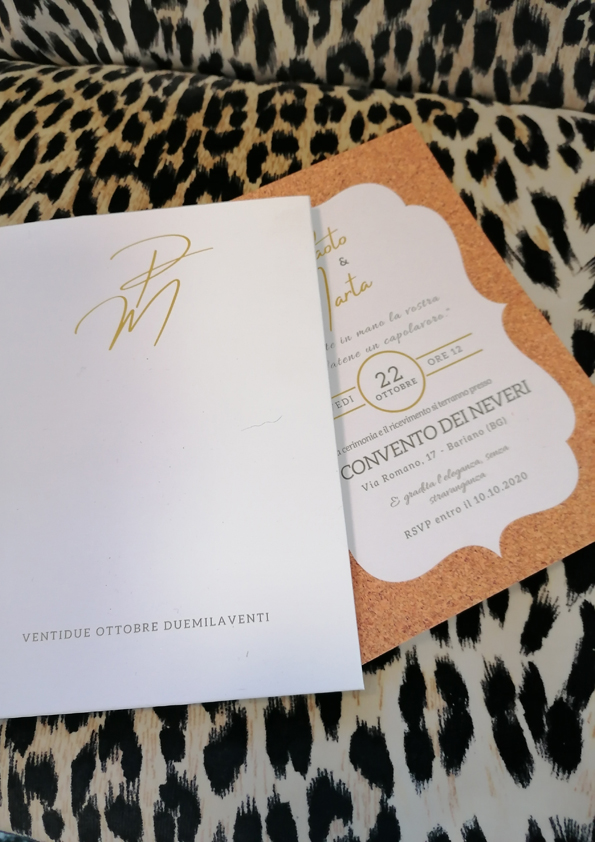 P
M
VENTIDUE OTTOBRE DUEMILAVENTI
&
in mano la vostra
un capolavoro"
22
OTTOBRE
ORE 12
cerimonia e il ricevimento si terranno presso
CONVENTO DEI NEVERI
Via Romano, 17 - Bariano (BG)
È gradita l'eleganza, senza
stravaganza
RSVP entro il 10.10.2020